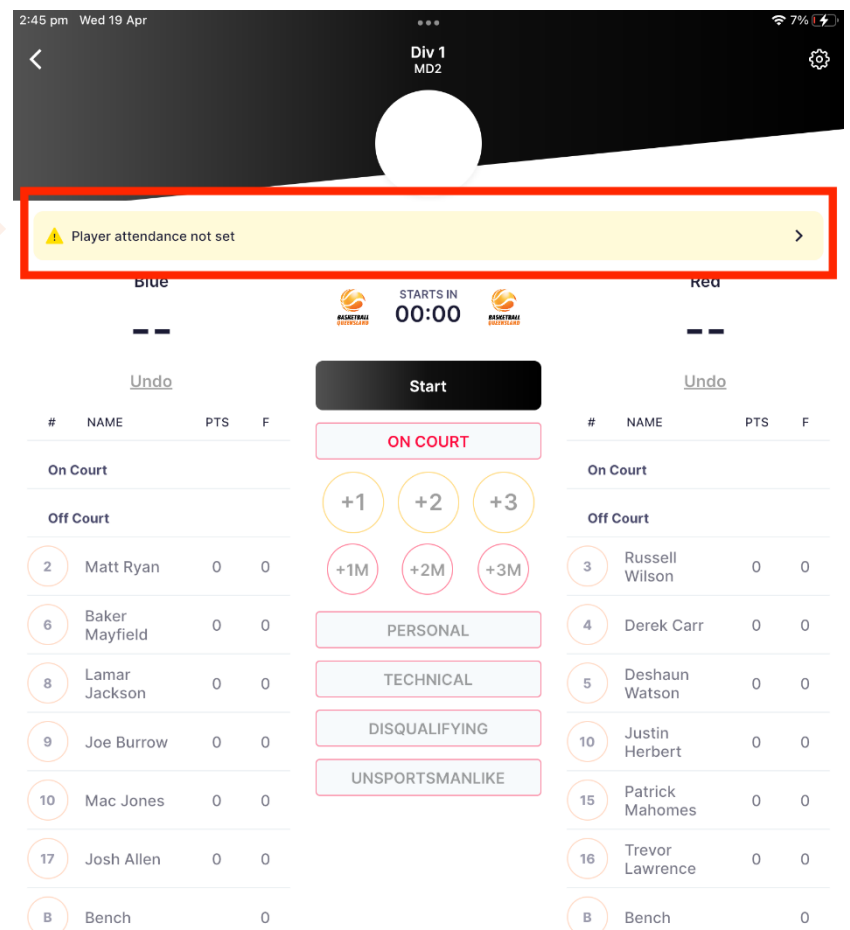 2:45 pm Wed 19 Apr
7%
Div 1
MD2
Player attendance not set
Blue
STARTS IN
Red
BASKETBALL
QUEENSLAND
00:00
BASKETBALL
QUEENSLAND
--
--
Undo
Start
Undo
# NAME PTS F
ON COURT
# NAME PTS F
On Court
On Court
+1 +2 +3
Off Court
Off Court
2 Matt Ryan 0 0
+1M +2M +3M
3 Russell
Wilson 0 0
6 Baker
Mayfield 0 0
PERSONAL
4 Derek Carr 0 0
8 Lamar
Jackson 0 0
TECHNICAL
5 Deshaun
Watson 0 0
9 Joe Burrow 0 0
DISQUALIFYING
10 Justin
Herbert 0 0
UNSPORTSMANLIKE
10 Mac Jones 0 0
15 Patrick
Mahomes 0 0
17 Josh Allen 0 0
16 Trevor
Lawrence 0 0
B Bench 0
B Bench 0